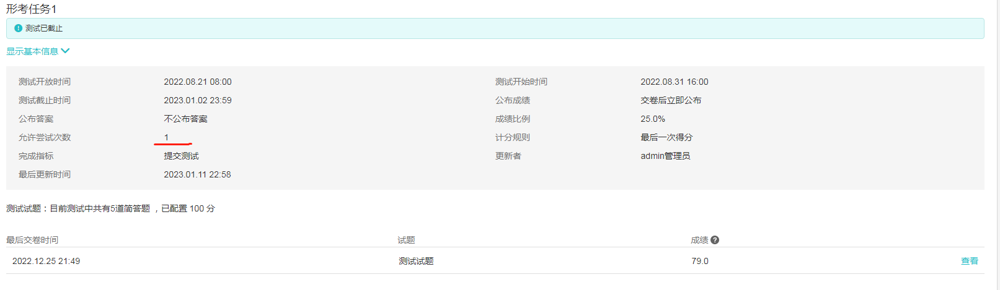 形考任务1
测试已截止
显示基本信息
测试开放时间 2022.08.21 08:00 测试开始时间 2022.08.31 16:00
测试截止时间 2023.01.02 23:59 公布成绩 交卷后立即公布
公布答案 不公布答案 成绩比例 25.0%
允许尝试次数 1 计分规则 最后一次得分
完成指标 提交测试 更新者 admin管理员
最后更新时间 2023.01.11 22:58
测试试题：目前测试中共有5道简答题 ，已配置 100 分
最后交卷时间 试题 成绩
2022.12.25 21:49 测试试题 79.0 查看